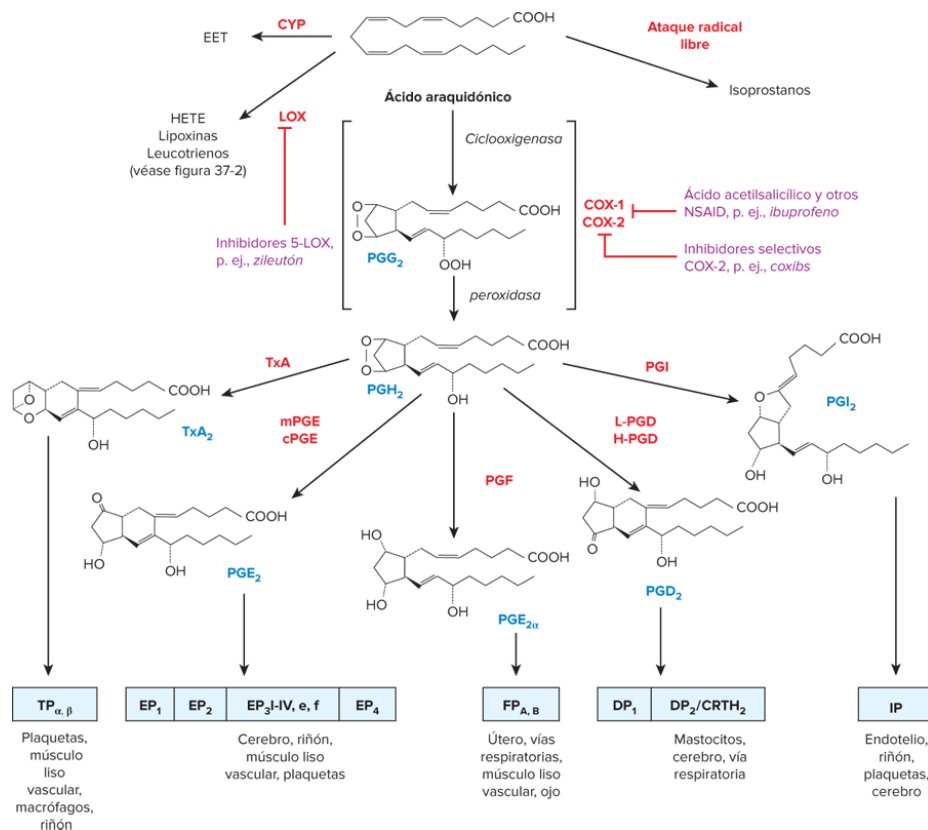 COOH
CYP
EET
Ataque radical
libre
Isoprostanos
Ácido araquidónico
HETE
Lipoxinas
Leucotrienos
(véase figura 37-2)
LOX
Ciclooxigenasa
COOH
O
O
OOH
PGG2
COX-1
COX-2
Ácido acetilsalicílico y otros
NSAID, p. ej., ibuprofeno
Inhibidores selectivos
COX-2, p. ej., coxibs
Inhibidores 5-LOX,
p. ej., zileutón
peroxidasa
COOH
O
O
OH
PGH2
TxA
PGI
COOH
O
O
OH
TxA2
COOH
O
OH
OH
PGI2
mPGE
cPGE
L-PGD
H-PGD
PGF
O
COOH
HO
OH
PGE2
HO
COOH
HO
OH
PGE2α
OH
COOH
O
OH
PGD2
TPα, β
EP1 EP2 EP3I-IV, e, f EP4
FPA, B
DP1 DP2/CRTH2
IP
Plaquetas,
músculo
liso
vascular,
macrófagos,
riñón
Cerebro, riñón,
músculo liso
vascular, plaquetas
Útero, vías
respiratorias,
músculo liso
vascular, ojo
Mastocitos,
cerebro, vía
respiratoria
Endotelio,
riñón,
plaquetas,
cerebro